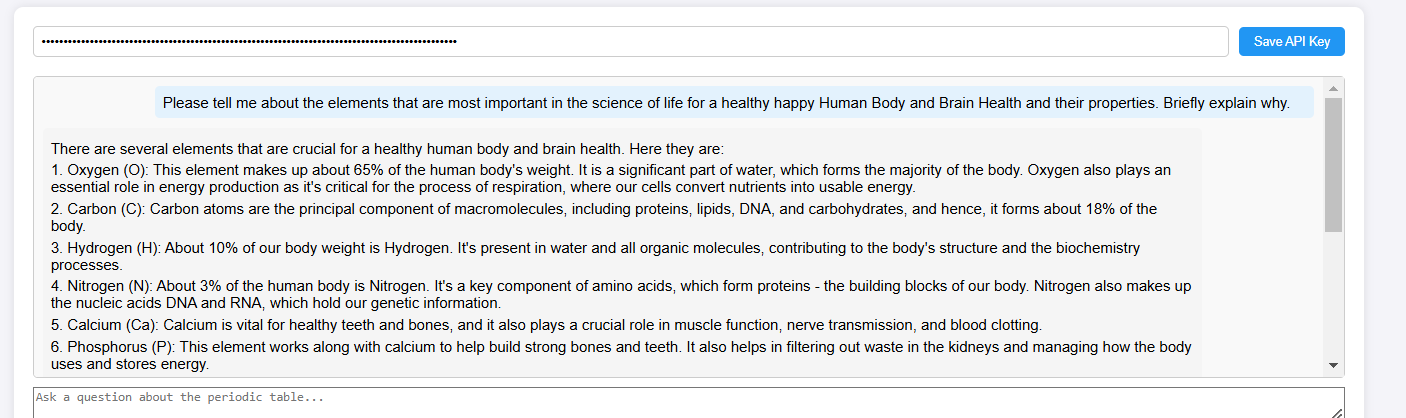 Save API Key
Please tell me about the elements that are most important in the science of life for a healthy happy Human Body and Brain Health and their properties. Briefly explain why.
There are several elements that are crucial for a healthy human body and brain health. Here they are:
1. Oxygen (O): This element makes up about 65% of the human body's weight. It is a significant part of water, which forms the majority of the body. Oxygen also plays an
essential role in energy production as it's critical for the process of respiration, where our cells convert nutrients into usable energy.
2. Carbon (C): Carbon atoms are the principal component of macromolecules, including proteins, lipids, DNA, and carbohydrates, and hence, it forms about 18% of the
body.
3. Hydrogen (H): About 10% of our body weight is Hydrogen. It's present in water and all organic molecules, contributing to the body's structure and the biochemistry
processes.
4. Nitrogen (N): About 3% of the human body is Nitrogen. It's a key component of amino acids, which form proteins - the building blocks of our body. Nitrogen also makes up
the nucleic acids DNA and RNA, which hold our genetic information.
5. Calcium (Ca): Calcium is vital for healthy teeth and bones, and it also plays a crucial role in muscle function, nerve transmission, and blood clotting.
6. Phosphorus (P): This element works along with calcium to help build strong bones and teeth. It also helps in filtering out waste in the kidneys and managing how the body
uses and stores energy.
Ask a question about the periodic table...